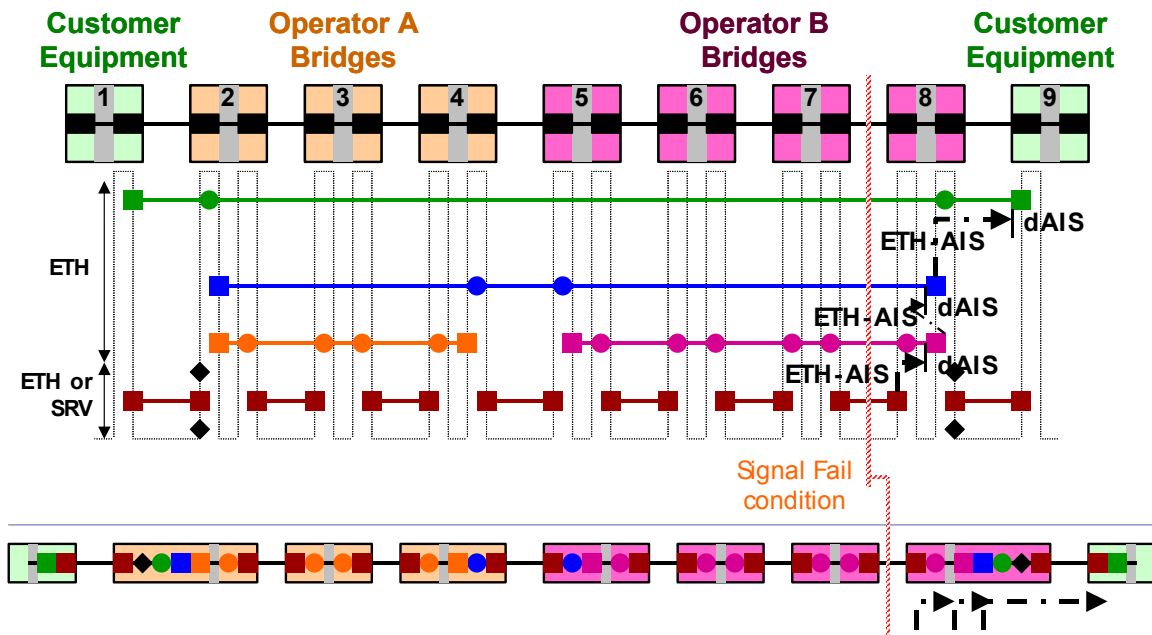 Customer
Equipment
Operator A
Bridges
Operator B
Bridges
Customer
Equipment
1
2
3
4
5
6
7
8
9
ETH
ETH-AIS
dAIS
ETH-AIS
dAIS
ETH-AIS
dAIS
ETH or
SRV
Signal Fail
condition